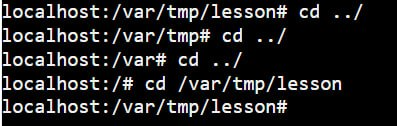 localhost:/var/tmp/lesson# cd ../
localhost:/var/tmp# cd ../
localhost:/var# cd ../
localhost:/# cd /var/tmp/lesson
localhost:/var/tmp/lesson#